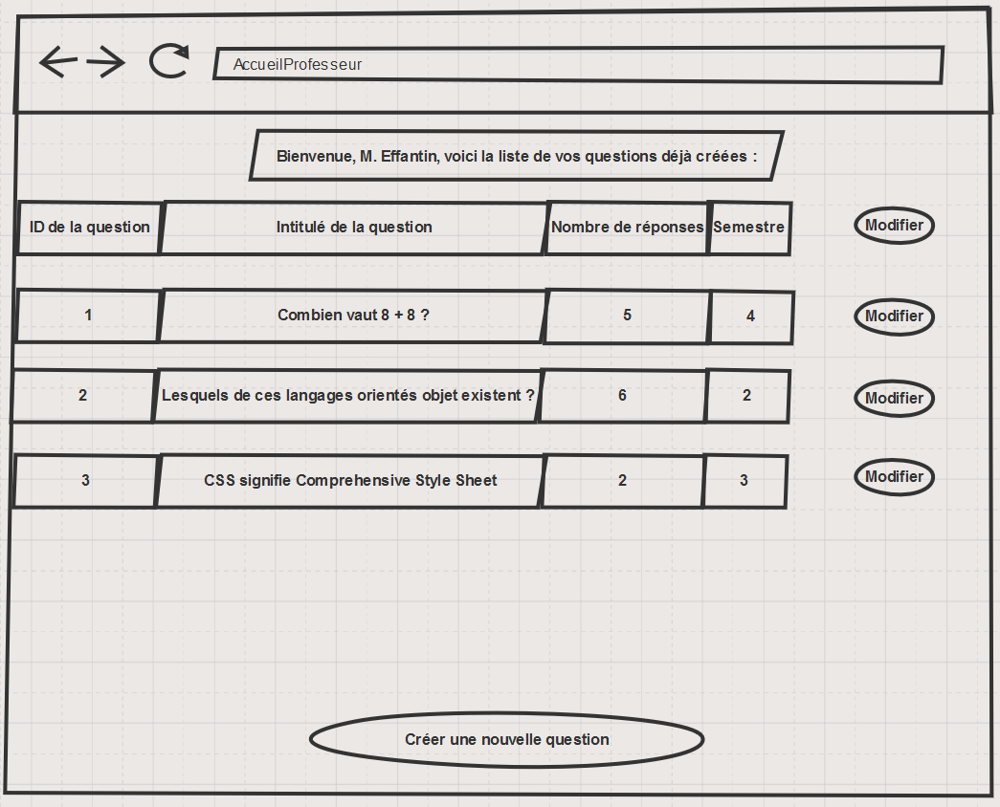 AccueilProfesseur
Bienvenue, M. Effantin, voici la liste de vos questions déjà créées :
ID de la question Intitulé de la question Nombre de réponses Semestre Modifier
1 Combien vaut 8 + 8 ? 5 4 Modifier
2 Lesquels de ces langages orientés objet existent ? 6 2 Modifier
3 CSS signifie Comprehensive Style Sheet 2 3 Modifier
Créer une nouvelle question